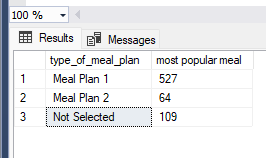 100 %
Results Messages
type_of_meal_plan most popular meal
1 Meal Plan 1 527
2 Meal Plan 2 64
3 Not Selected 109